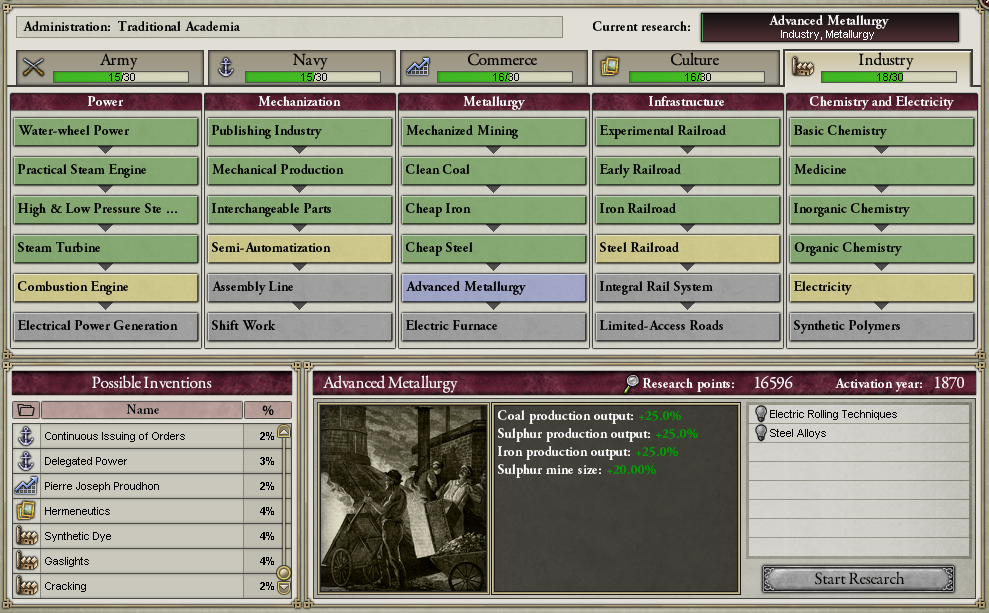 Administration: Traditional Academia
Current research:
Advanced Metallurgy
Industry, Metallurgy
Army
15/30
Navy
15/30
Commerce
16/30
Culture
16/30
Industry
18/30
Power
Mechanization
Metallurgy
Infrastructure
Chemistry and Electricity
Water-wheel Power
Publishing Industry
Mechanized Mining
Experimental Railroad
Basic Chemistry
Practical Steam Engine
Mechanical Production
Clean Coal
Early Railroad
Medicine
High & Low Pressure Ste ...
Interchangeable Parts
Cheap Iron
Iron Railroad
Inorganic Chemistry
Steam Turbine
Semi-Automatization
Cheap Steel
Steel Railroad
Organic Chemistry
Combustion Engine
Assembly Line
Advanced Metallurgy
Integral Rail System
Electricity
Electrical Power Generation
Shift Work
Electric Furnace
Limited-Access Roads
Synthetic Polymers
Possible Inventions
Name %
Continuous Issuing of Orders 2%
Delegated Power 3%
Pierre Joseph Proudhon 2%
Hermeneutics 4%
Synthetic Dye 4%
Gaslights 4%
Cracking 2%
Advanced Metallurgy
Research points: 16596
Activation year: 1870
Coal production output: +25.0%
Sulphur production output: +25.0%
Iron production output: +25.0%
Sulphur mine size: +20.00%
Electric Rolling Techniques
Steel Alloys
Start Research